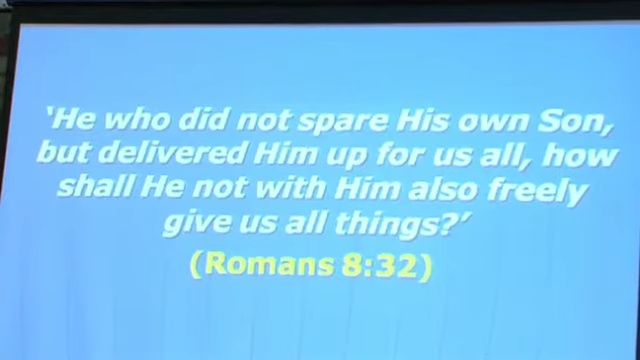 ‘He who did not spare His own Son,
but delivered Him up for us all, how
shall He not with Him also freely
give us all things?’
(Romans 8:32)